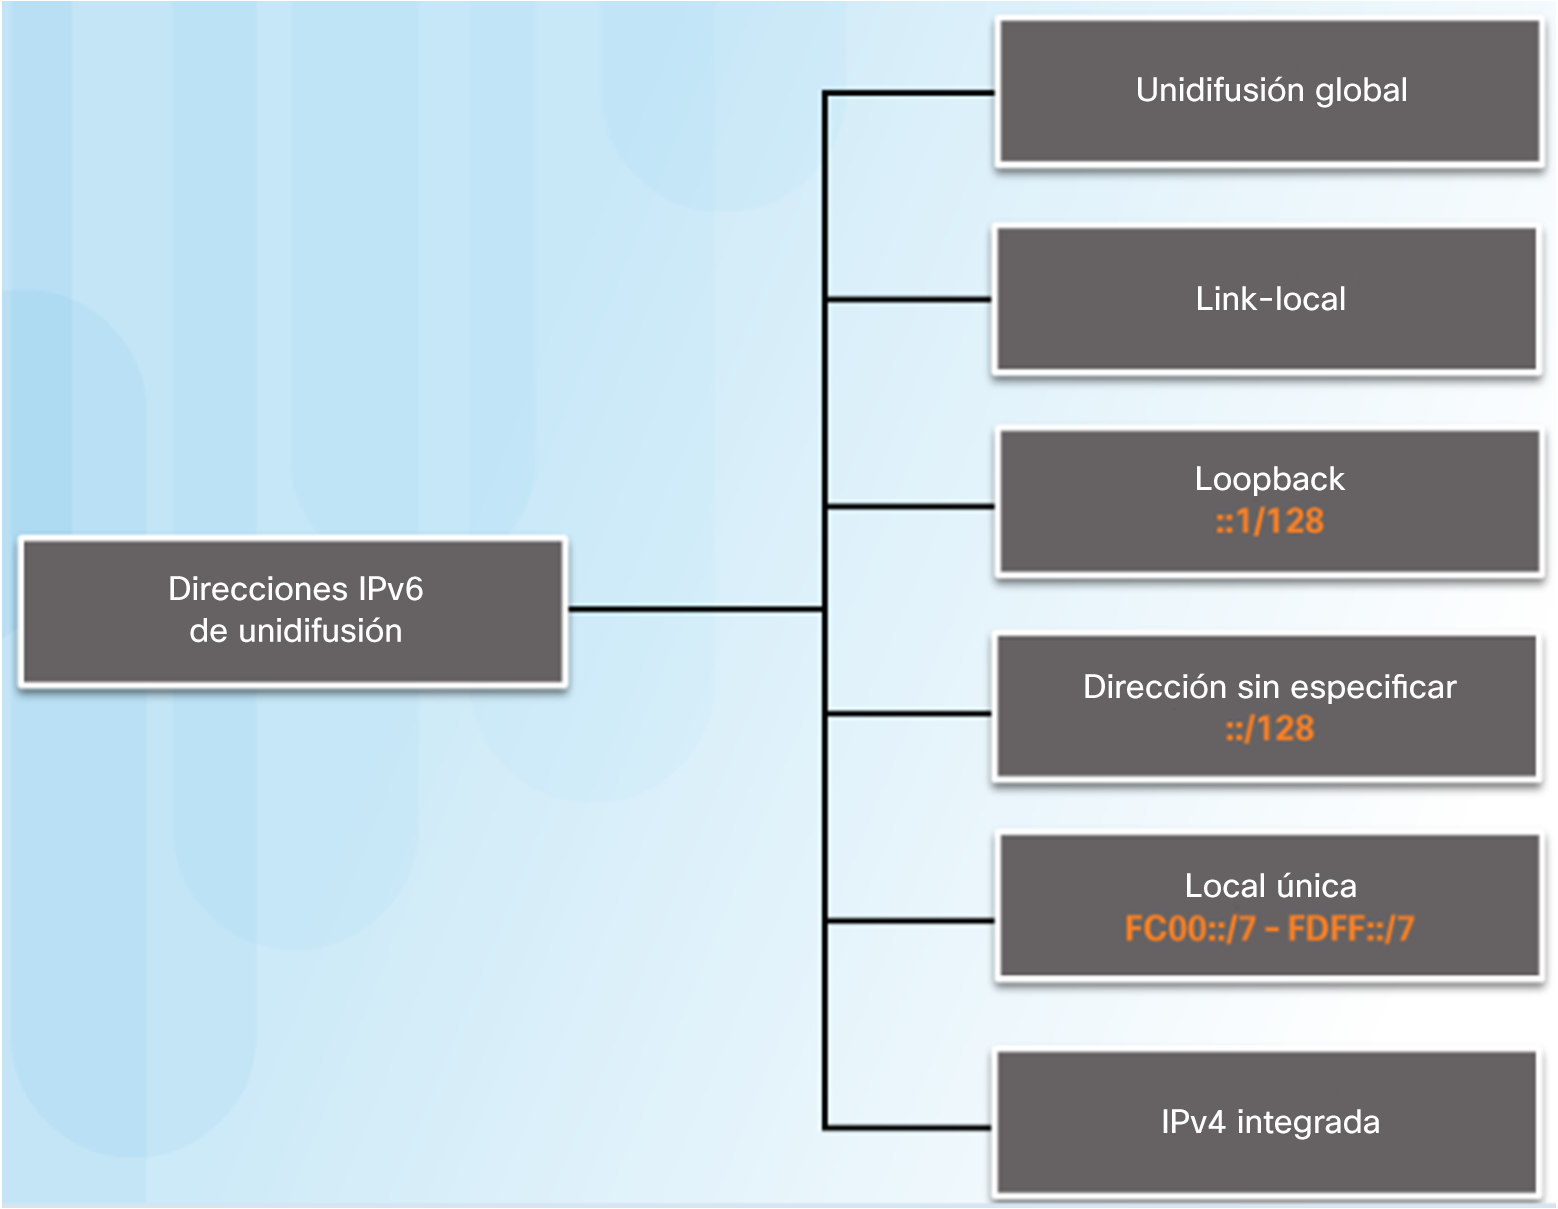 Unidifusión global
Link-local
Loopback
::1/128
Direcciones IPv6
de unidifusión
Dirección sin especificar
::/128
Local única
FC00::/7 - FDFF::/7
IPv4 integrada